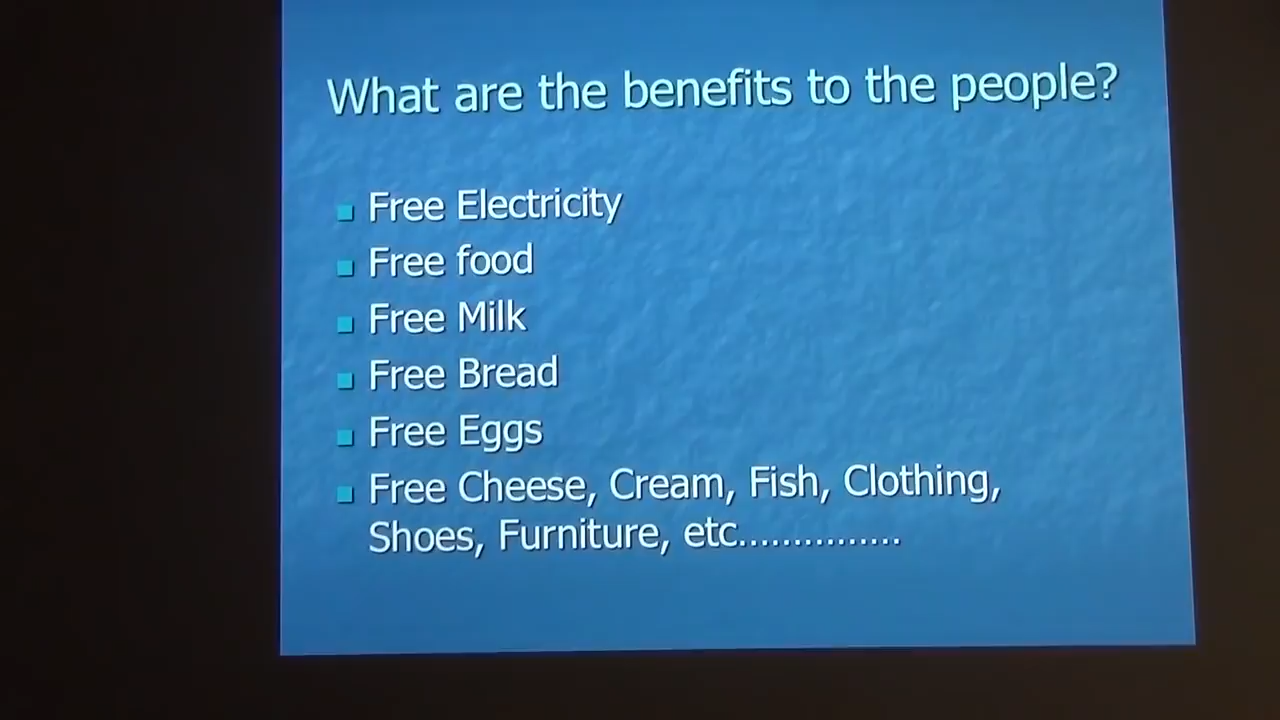 What are the benefits to the people?
Free Electricity
Free food
Free Milk
Free Bread
Free Eggs
Free Cheese, Cream, Fish, Clothing,
Shoes, Furniture, etc……………